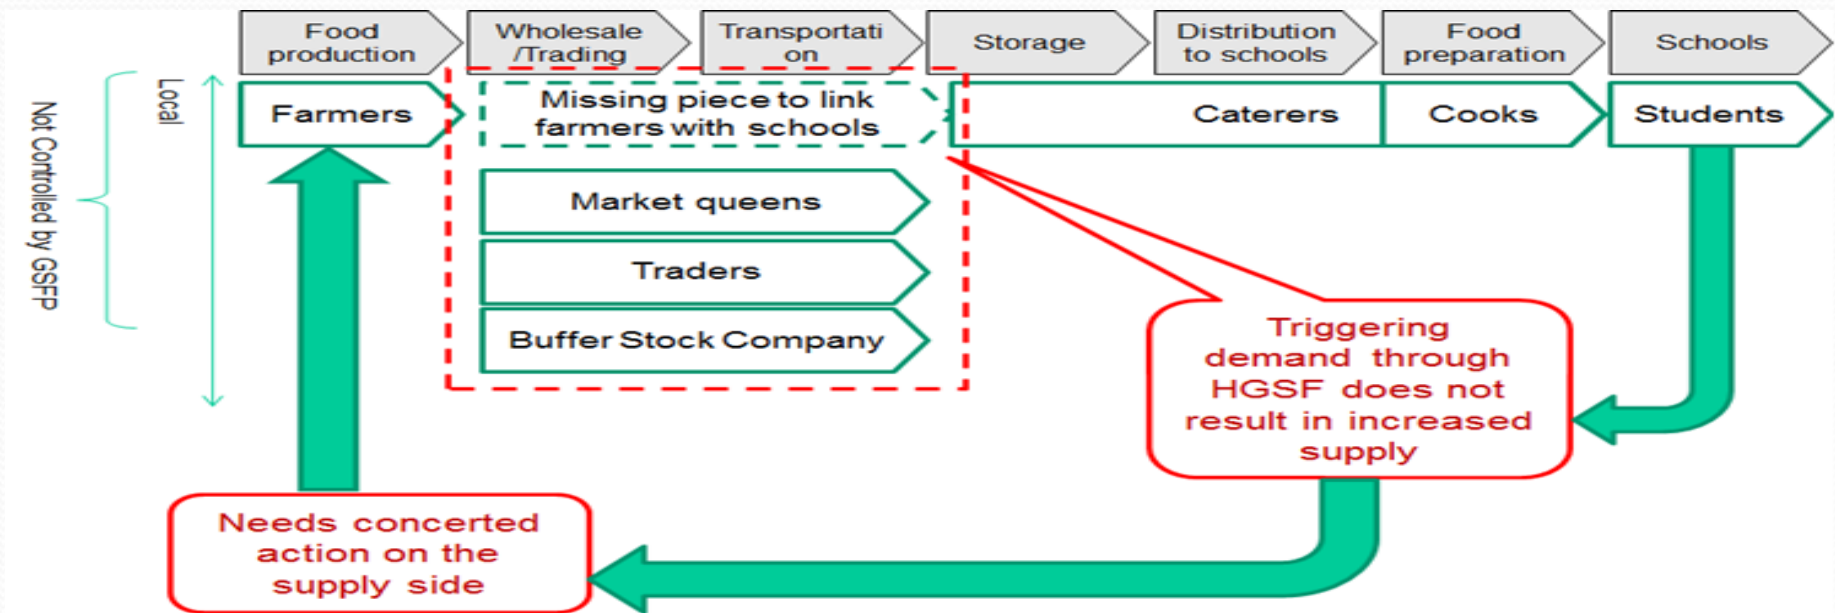 Food
production
Wholesale
/Trading
Transportati
on
Storage
Distribution
to schools
Food
preparation
Schools
Not Controlled by GSFP
Local
Farmers
Missing piece to link
farmers with schools
Caterers
Cooks
Students
Market queens
Traders
Buffer Stock Company
Triggering
demand through
HGSF does not
result in increased
supply
Needs concerted
action on the
supply side